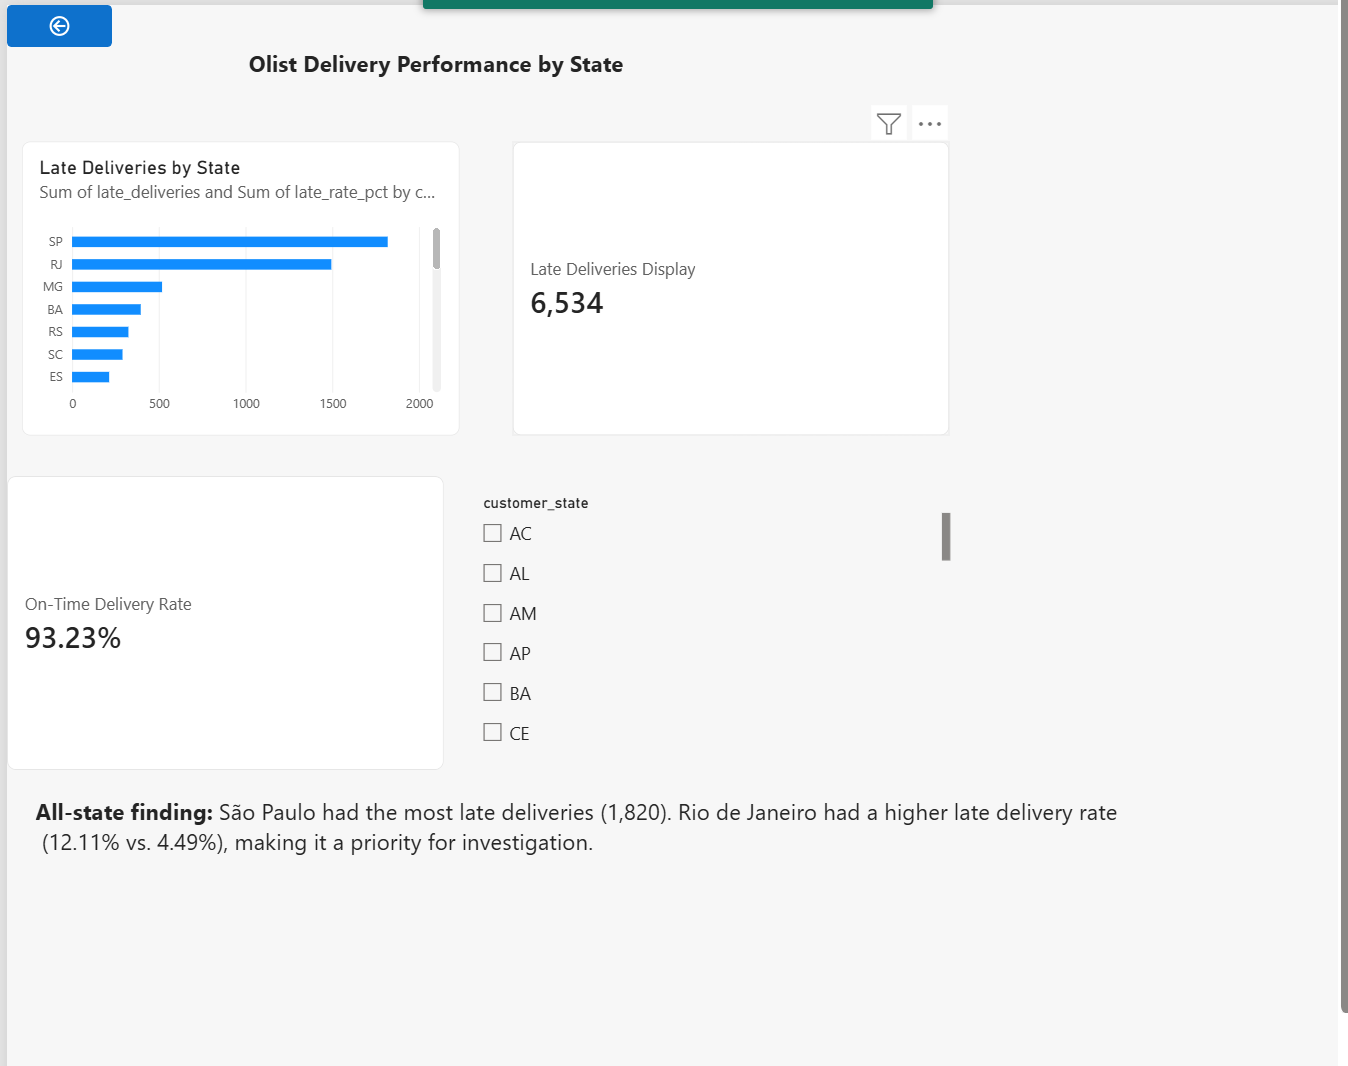 Olist Delivery Performance by State
Late Deliveries by State
Sum of late_deliveries and Sum of late_rate_pct by c...
SP
RJ
MG
BA
RS
SC
ES
0 500 1000 1500 2000
Late Deliveries Display
6,534
On-Time Delivery Rate
93.23%
customer_state
AC
AL
AM
AP
BA
CE
All-state finding: São Paulo had the most late deliveries (1,820). Rio de Janeiro had a higher late delivery rate
(12.11% vs. 4.49%), making it a priority for investigation.